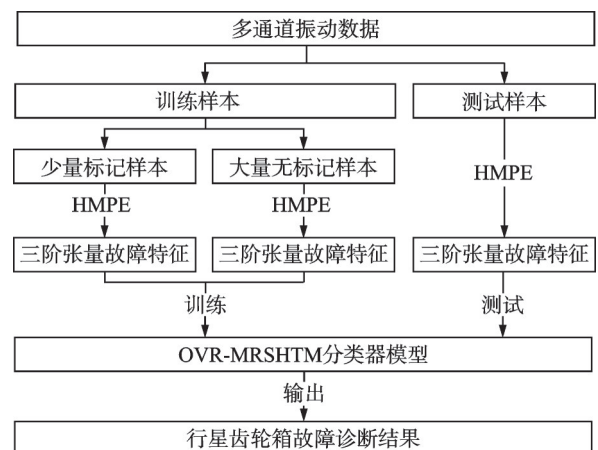 多通道振动数据
训练样本
测试样本
少量标记样本
大量无标记样本
HMPE
HMPE
HMPE
三阶张量故障特征
三阶张量故障特征
三阶张量故障特征
训练
测试
OVR-MRSHTM分类器模型
输出
行星齿轮箱故障诊断结果